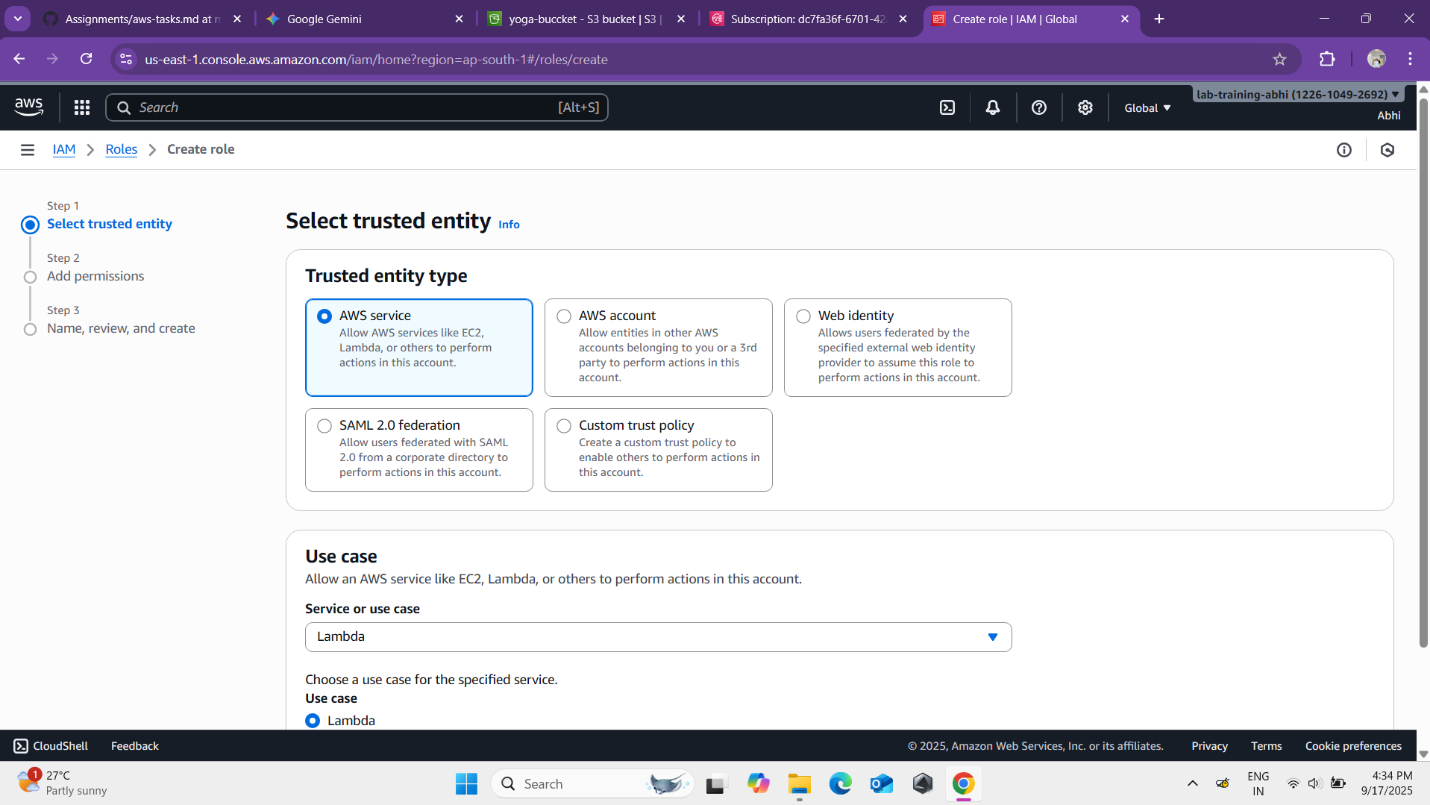 Assignments/aws-tasks.md at n
Google Gemini
yoga-buccket - S3 bucket | S3 |
Subscription: dc7fa36f-6701-42
Create role | IAM | Global
us-east-1.console.aws.amazon.com/iam/home?region=ap-south-1#/roles/create
aws
Search
[Alt+S]
Global
lab-training-abhi (1226-1049-2692)
Abhi
IAM
Roles
Create role
Step 1
Select trusted entity
Step 2
Add permissions
Step 3
Name, review, and create
Select trusted entity Info
Trusted entity type
AWS service
Allow AWS services like EC2,
Lambda, or others to perform
actions in this account.
AWS account
Allow entities in other AWS
accounts belonging to you or a 3rd
party to perform actions in this
account.
Web identity
Allows users federated by the
specified external web identity
provider to assume this role to
perform actions in this account.
SAML 2.0 federation
Allow users federated with SAML
2.0 from a corporate directory to
perform actions in this account.
Custom trust policy
Create a custom trust policy to
enable others to perform actions in
this account.
Use case
Allow an AWS service like EC2, Lambda, or others to perform actions in this account.
Service or use case
Lambda
Choose a use case for the specified service.
Use case
Lambda
CloudShell
Feedback
© 2025, Amazon Web Services, Inc. or its affiliates.
Privacy
Terms
Cookie preferences
1
27°C
Partly sunny
Search
ENG
IN
4:34 PM
9/17/2025